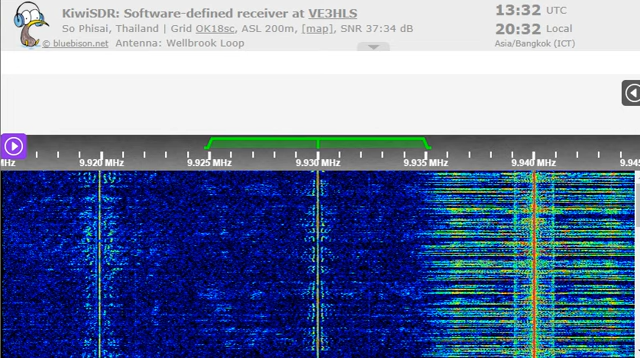 KiwiSDR: Software-defined receiver at VE3HLS
So Phisai, Thailand | Grid OK18sc, ASL 200m, [map], SNR 37:34 dB
© bluebison.net Antenna: Wellbrook Loop
13:32 UTC
20:32 Local
Asia/Bangkok (ICT)
MHz 9.920 MHz 9.925 MHz 9.930 MHz 9.935 MHz 9.940 MHz 9.945